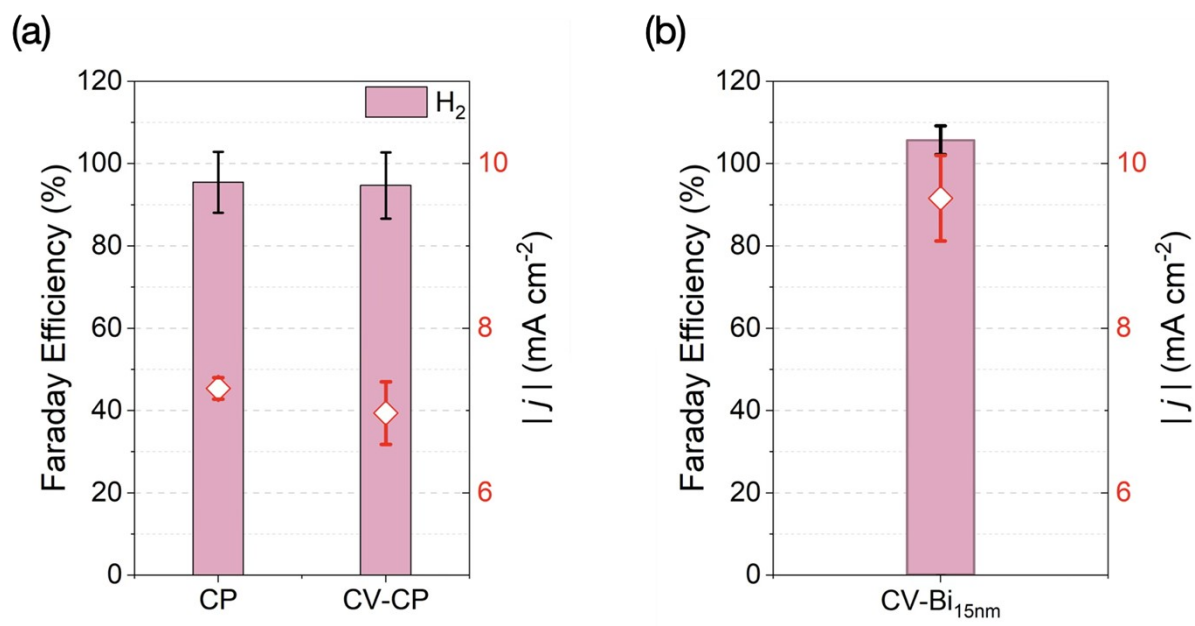 (a)
Faraday Efficiency (%)
120
100
80
60
40
20
0
H₂
10
8
6
| j | (mA cm⁻²)
CP
CV-CP
(b)
Faraday Efficiency (%)
120
100
80
60
40
20
0
10
8
6
| j | (mA cm⁻²)
CV-Bi₁₅ₙₘ